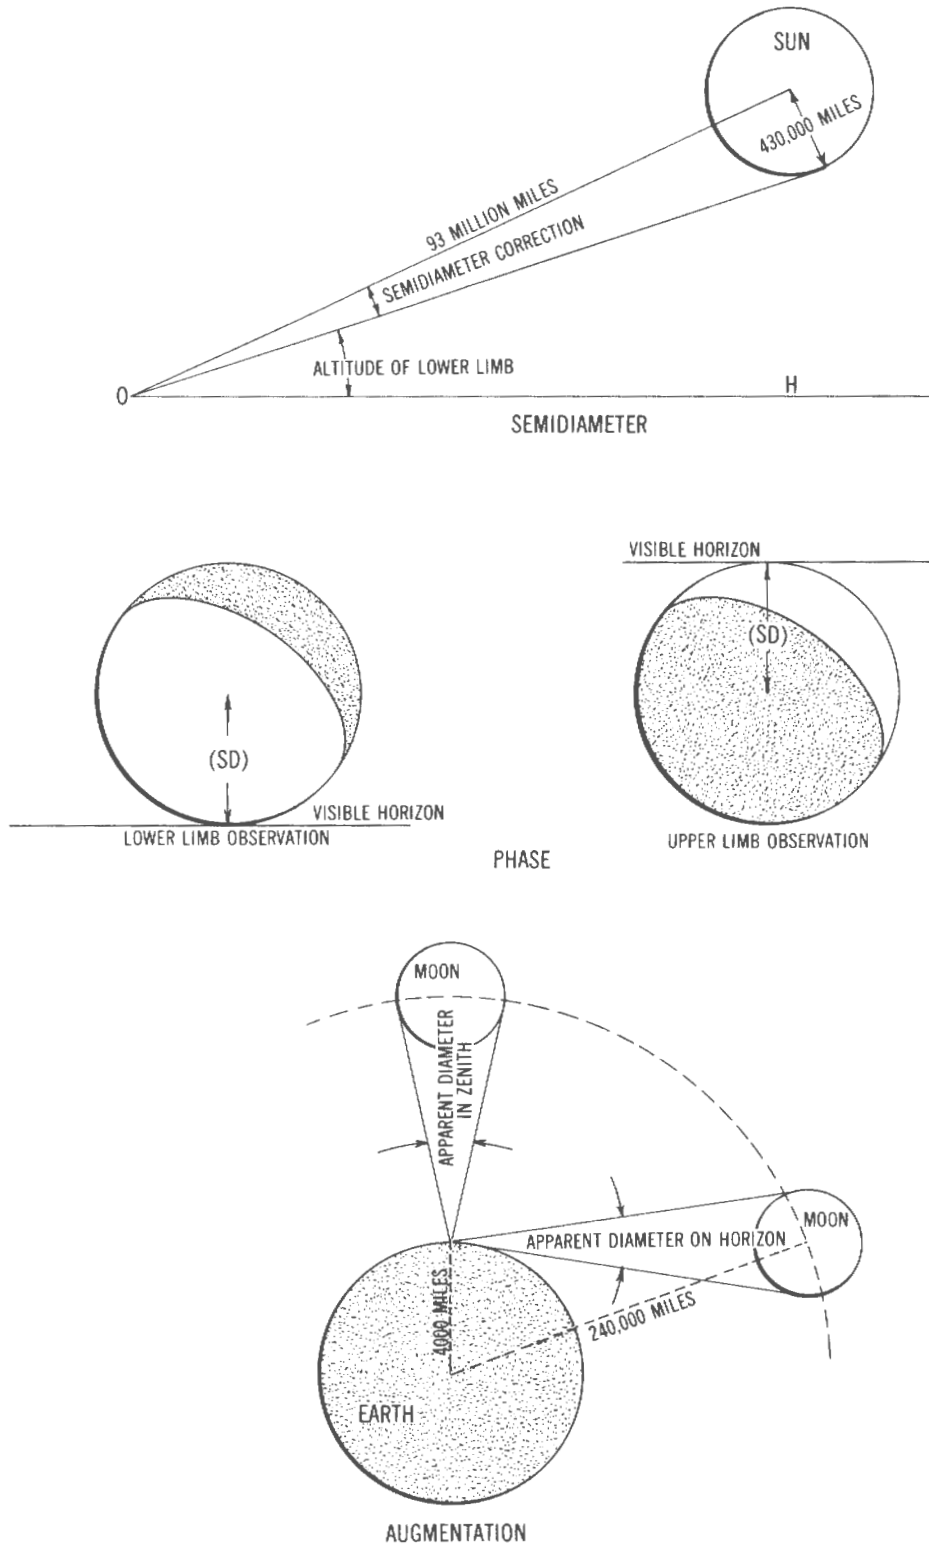 SUN
430,000 MILES
93 MILLION MILES
SEMIDIAMETER CORRECTION
ALTITUDE OF LOWER LIMB
O
H
SEMIDIAMETER
VISIBLE HORIZON
(SD)
(SD)
VISIBLE HORIZON
LOWER LIMB OBSERVATION
UPPER LIMB OBSERVATION
PHASE
MOON
APPARENT DIAMETER
IN ZENITH
MOON
APPARENT DIAMETER ON HORIZON
4000 MILES
240,000 MILES
EARTH
AUGMENTATION